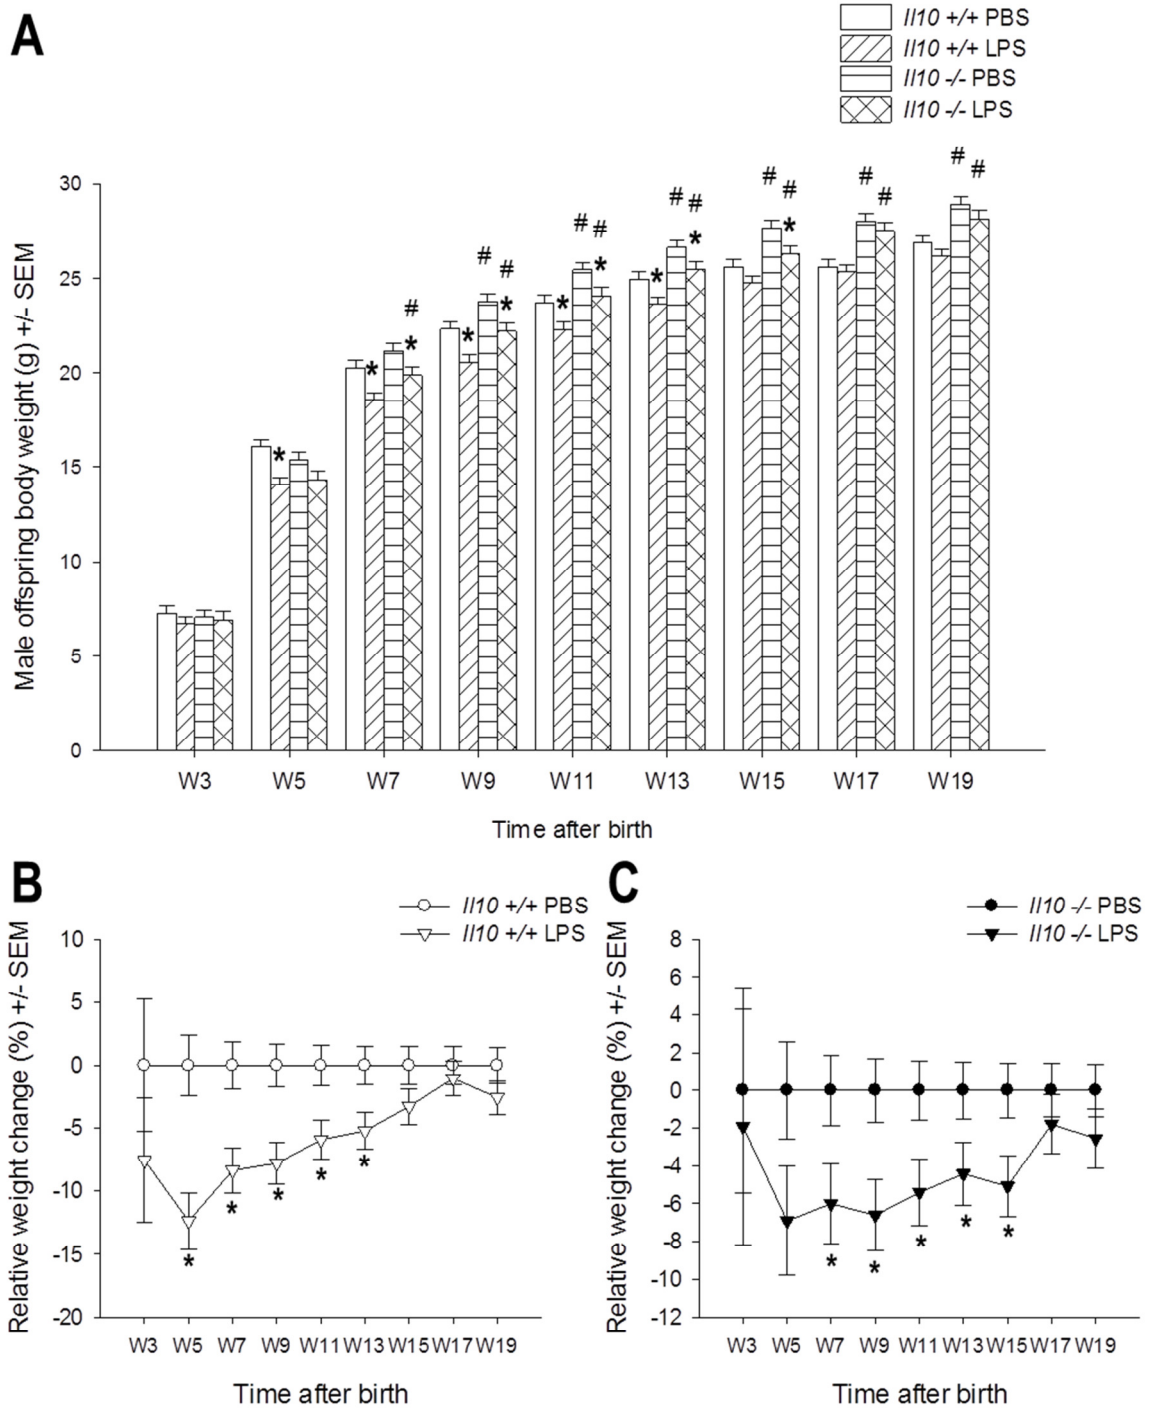 A
Il10 +/+ PBS
Il10 +/+ LPS
Il10 -/- PBS
Il10 -/- LPS
Male offspring body weight (g) +/- SEM
30
25
20
15
10
5
0
*
* # *
* # # *
* # # *
* # # *
# # *
# #
# #
W3 W5 W7 W9 W11 W13 W15 W17 W19
Time after birth
B
Il10 +/+ PBS
Il10 +/+ LPS
Relative weight change (%) +/- SEM
10
5
0
-5
-10
-15
-20
* * * * *
W3 W5 W7 W9 W11 W13 W15 W17 W19
Time after birth
C
Il10 -/- PBS
Il10 -/- LPS
Relative weight change (%) +/- SEM
8
6
4
2
0
-2
-4
-6
-8
-10
-12
* * * * *
W3 W5 W7 W9 W11 W13 W15 W17 W19
Time after birth